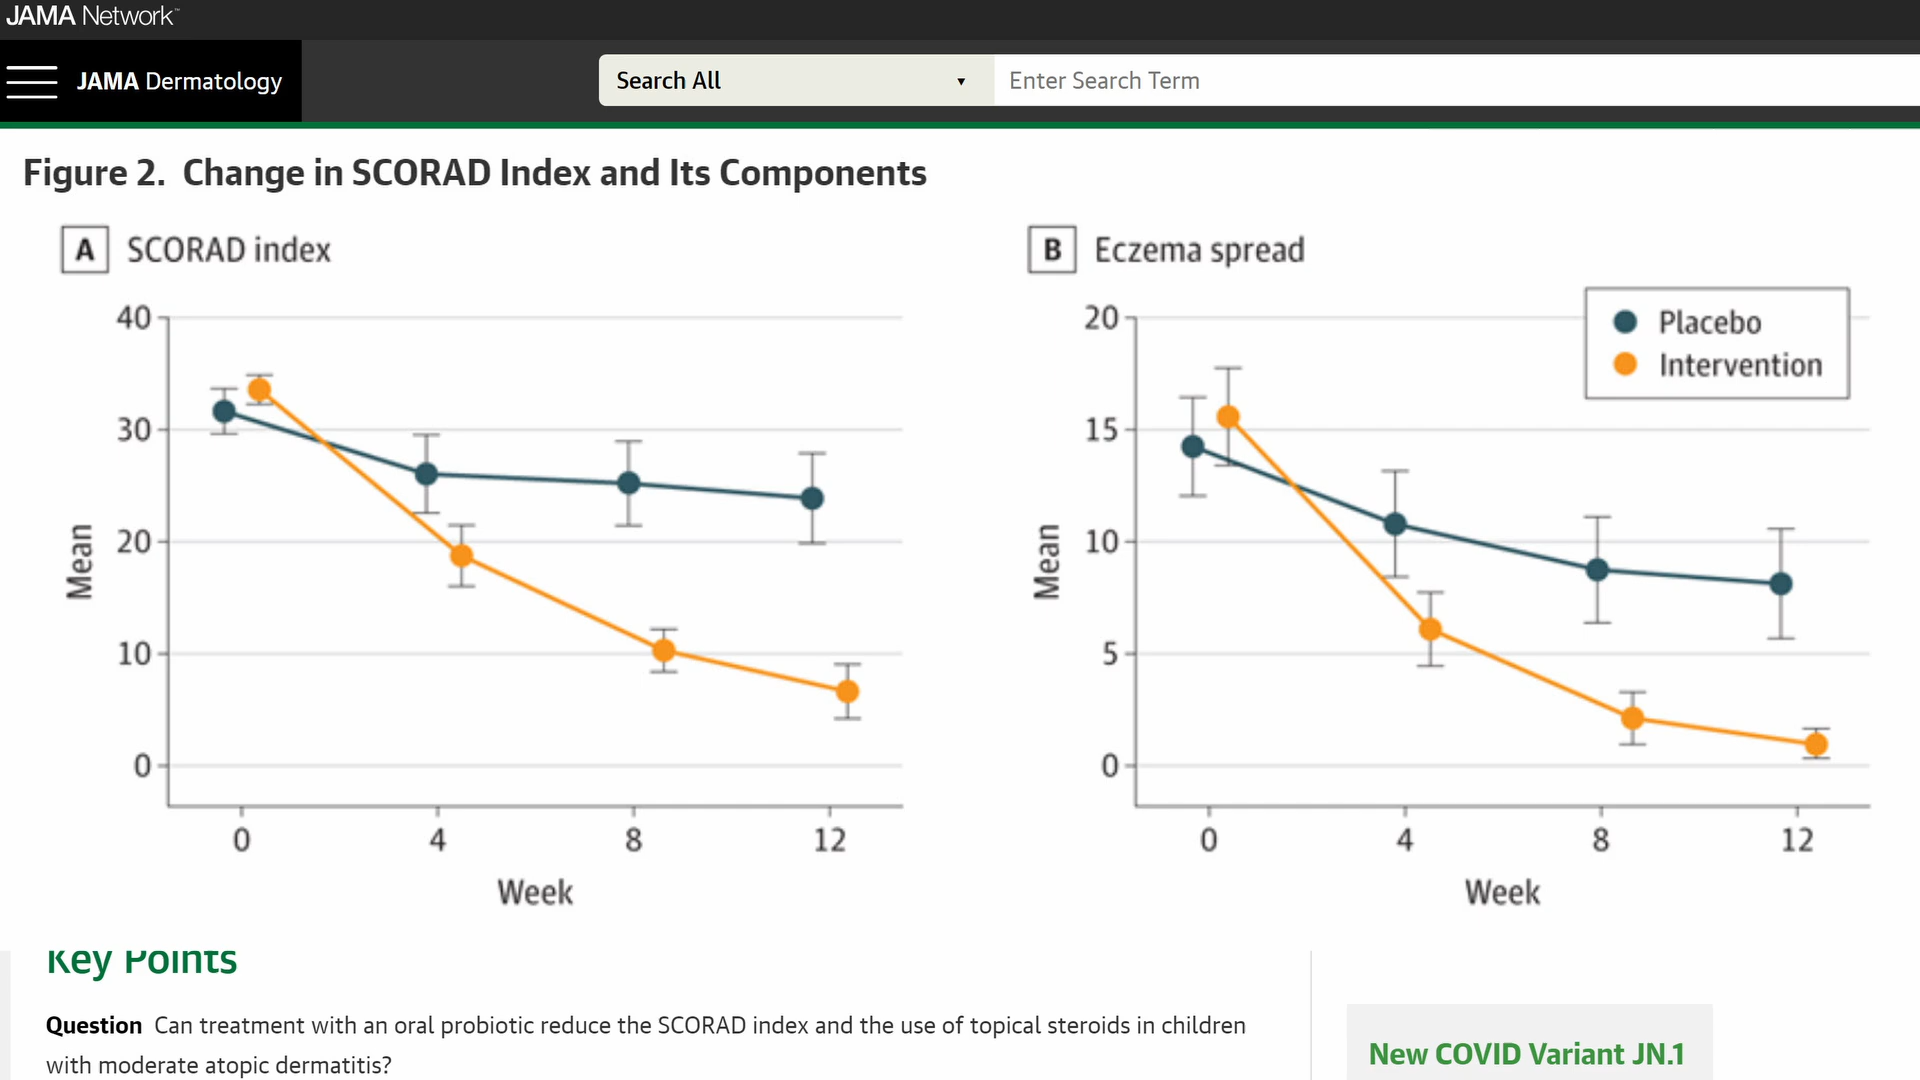 JAMA Network™
JAMA Dermatology
Search All
Enter Search Term
Figure 2. Change in SCORAD Index and Its Components
A SCORAD index
40
30
20
10
0
Mean
0 4 8 12
Week
B Eczema spread
20
15
10
5
0
Mean
Placebo
Intervention
0 4 8 12
Week
Key Points
Question Can treatment with an oral probiotic reduce the SCORAD index and the use of topical steroids in children
with moderate atopic dermatitis?
New COVID Variant JN.1